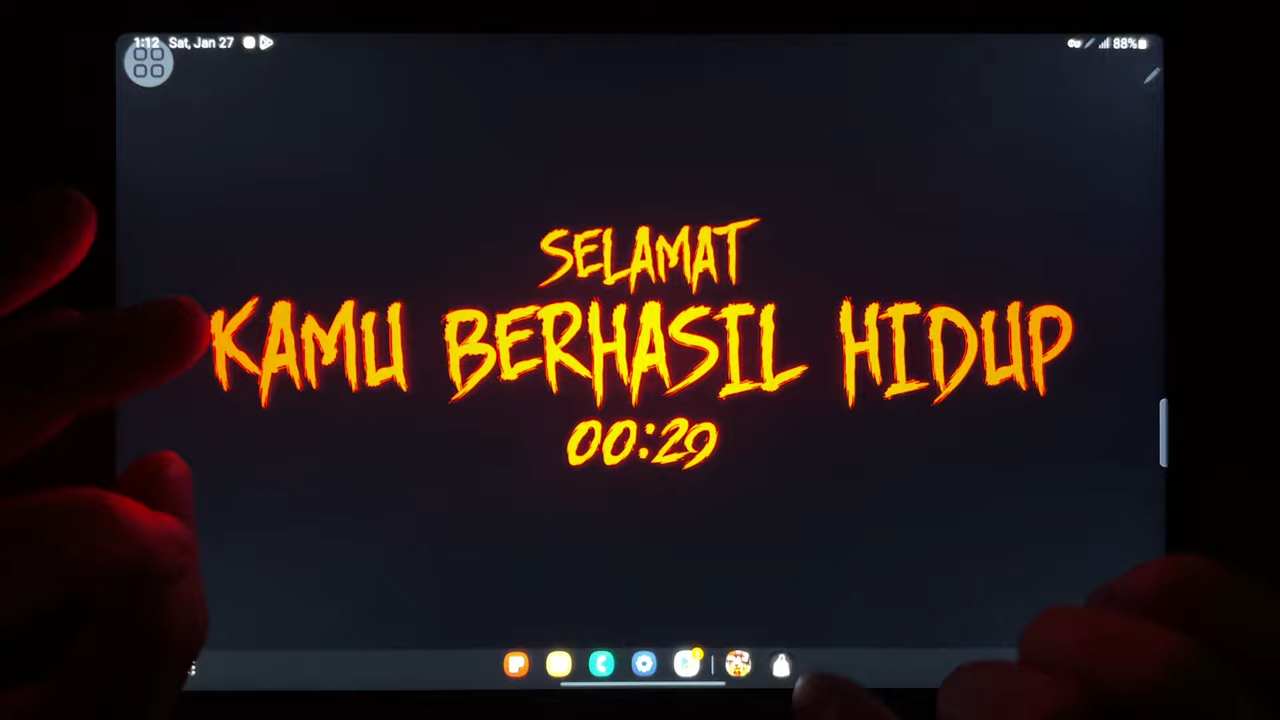 1:12 Sat, Jan 27
88%
SELAMAT
KAMU BERHASIL HIDUP
00:29